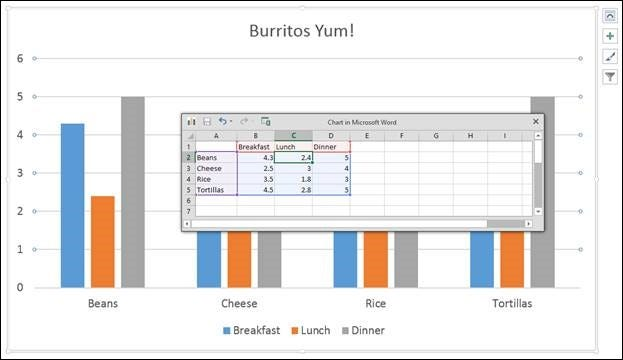 Burritos Yum!
6
5
4
3
2
1
0
Chart in Microsoft Word
A B C D E F G H I
1 Breakfast Lunch Dinner
2 Beans 4.3 2.4 5
3 Cheese 2.5 3 4
4 Rice 3.5 1.8 3
5 Tortillas 4.5 2.8 5
6
7
Beans Cheese Rice Tortillas
Breakfast Lunch Dinner